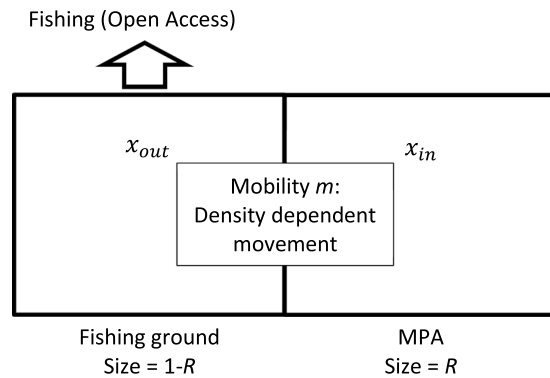 Fishing (Open Access)
x_out
x_in
Mobility m:
Density dependent
movement
Fishing ground
Size = 1-R
MPA
Size = R